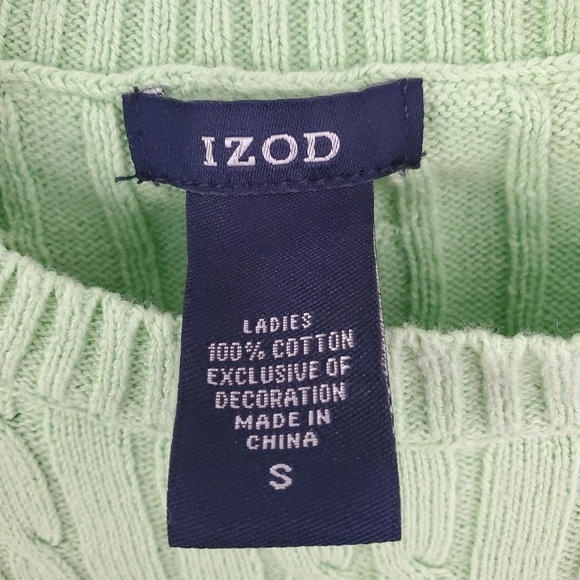 IZOD
LADIES
100% COTTON
EXCLUSIVE OF
DECORATION
MADE IN
CHINA
S